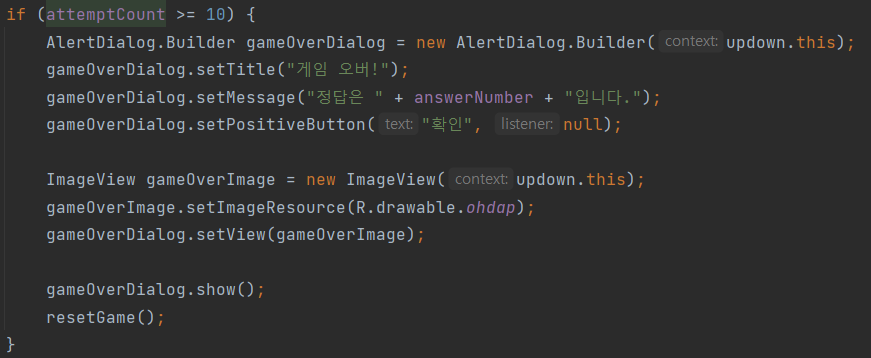 if (attemptCount >= 10) {
AlertDialog.Builder gameOverDialog = new AlertDialog.Builder( context: updown.this);
gameOverDialog.setTitle("게임 오버!");
gameOverDialog.setMessage("정답은 " + answerNumber + "입니다.");
gameOverDialog.setPositiveButton( text: "확인", listener: null);
ImageView gameOverImage = new ImageView( context: updown.this);
gameOverImage.setImageResource(R.drawable.ohdap);
gameOverDialog.setView(gameOverImage);
gameOverDialog.show();
resetGame();
}